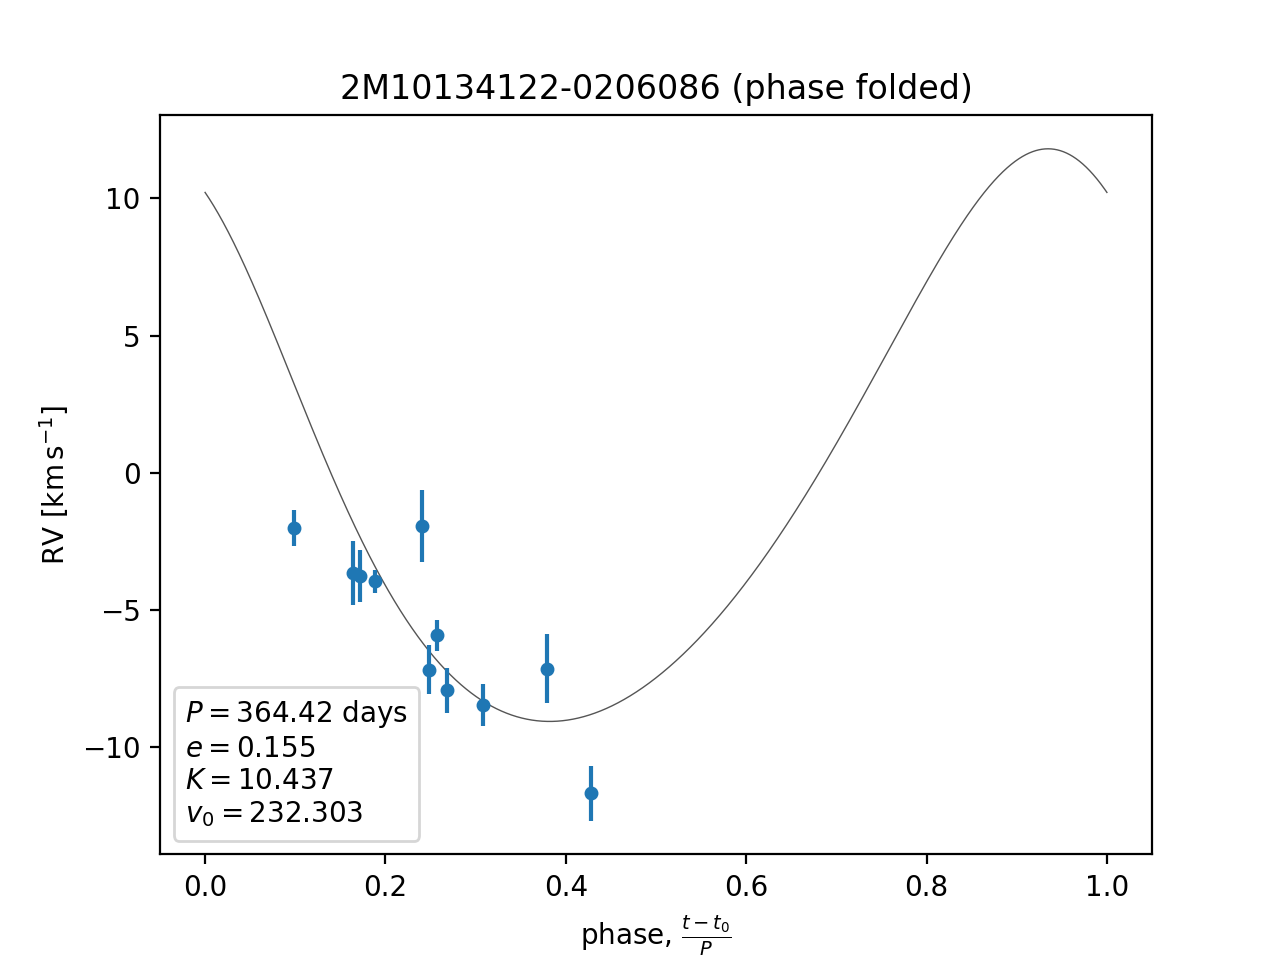 2M10134122-0206086 (phase folded)
RV [km s⁻¹]
10
5
0
−5
−10
P = 364.42 days
e = 0.155
K = 10.437
v₀ = 232.303
0.0 0.2 0.4 0.6 0.8 1.0
phase, (t − t₀)/P